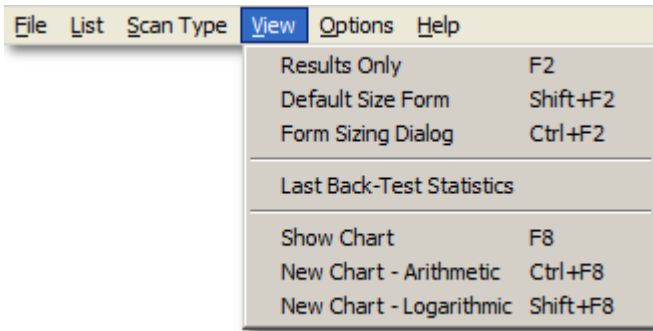 File List Scan Type View Options Help
Results Only F2
Default Size Form Shift+F2
Form Sizing Dialog Ctrl+F2
Last Back-Test Statistics
Show Chart F8
New Chart - Arithmetic Ctrl+F8
New Chart - Logarithmic Shift+F8